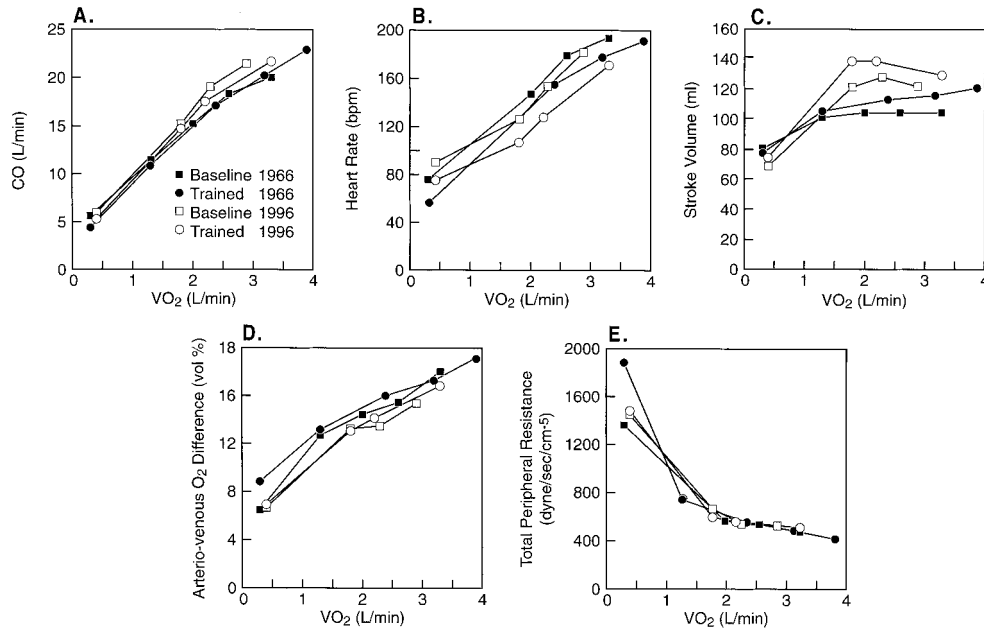 A.
25
20
15
10
5
0
CO (L/min)
Baseline 1966
Trained 1966
Baseline 1996
Trained 1996
0 1 2 3 4
VO2 (L/min)
B.
200
160
120
80
40
0
Heart Rate (bpm)
0 1 2 3 4
VO2 (L/min)
C.
160
140
120
100
80
60
40
20
0
Stroke Volume (ml)
0 1 2 3 4
VO2 (L/min)
D.
18
16
12
8
4
0
Arterio-venous O2 Difference (vol %)
0 1 2 3 4
VO2 (L/min)
E.
2000
1600
1200
800
400
0
Total Peripheral Resistance
(dyne/sec/cm-5)
0 1 2 3 4
VO2 (L/min)